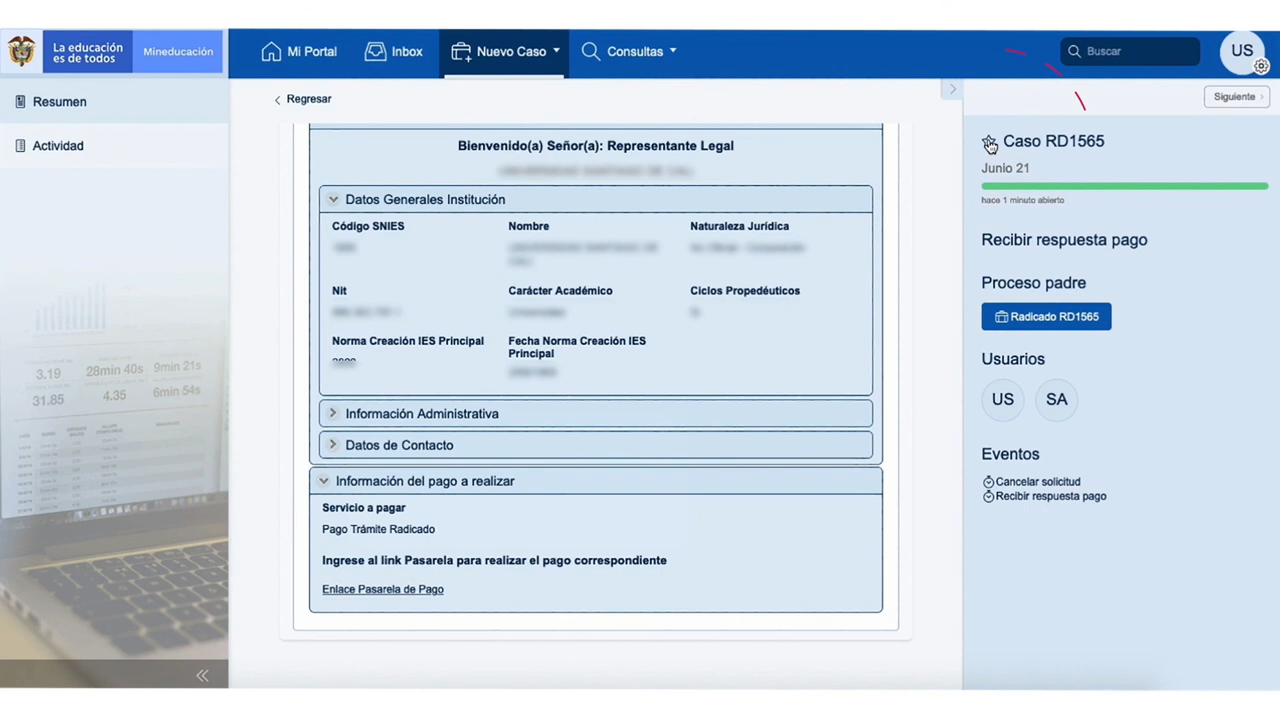 La educación
es de todos
Mineducación
Mi Portal
Inbox
Nuevo Caso
Consultas
Buscar
US
Resumen
Actividad
Regresar
Siguiente
Bienvenido(a) Señor(a): Representante Legal
Datos Generales Institución
Código SNIES
Nombre
Naturaleza Jurídica
Nit
Carácter Académico
Ciclos Propedéuticos
Norma Creación IES Principal
Fecha Norma Creación IES
Principal
Información Administrativa
Datos de Contacto
Información del pago a realizar
Servicio a pagar
Pago Trámite Radicado
Ingrese al link Pasarela para realizar el pago correspondiente
Enlace Pasarela de Pago
Caso RD1565
Junio 21
hace 1 minuto abierto
Recibir respuesta pago
Proceso padre
Radicado RD1565
Usuarios
US
SA
Eventos
Cancelar solicitud
Recibir respuesta pago
3.19
28min 40s
9min 21s
31.85
4.35
6min 54s